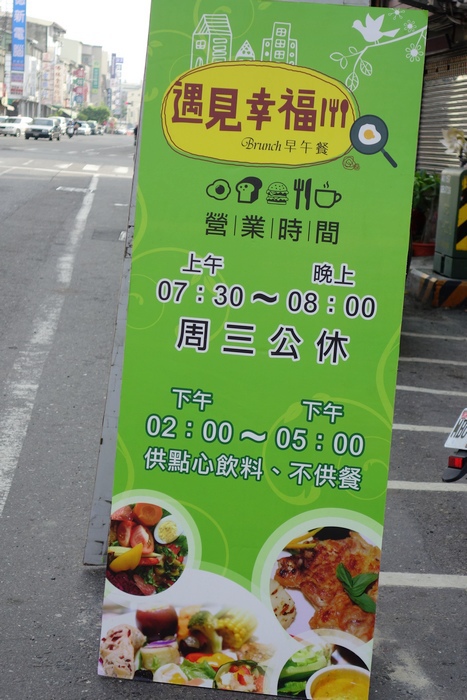 遇見幸福
Brunch 早午餐
營業時間
上午 晚上
07：30～08：00
周三公休
下午 下午
02：00～05：00
供點心飲料、不供餐